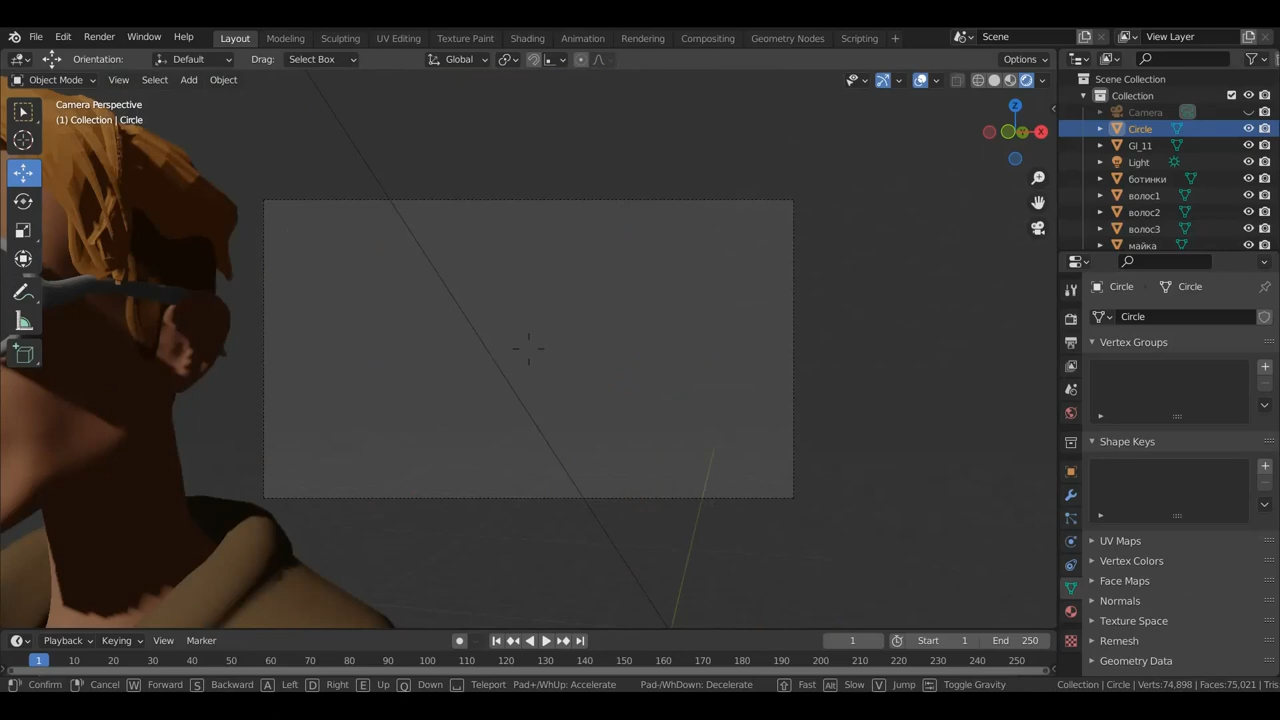 File Edit Render Window Help Layout Modeling Sculpting UV Editing Texture Paint Shading Animation Rendering Compositing Geometry Nodes Scripting + Scene View Layer
Orientation: Default Drag: Select Box Global Options
Object Mode View Select Add Object
Scene Collection
Collection
Camera
Circle
Gl_11
Light
ботинки
волос1
волос2
волос3
майка
Camera Perspective
(1) Collection | Circle
Z
X
Y
Circle Circle
Circle
Vertex Groups
Shape Keys
UV Maps
Vertex Colors
Face Maps
Normals
Texture Space
Remesh
Geometry Data
Playback Keying View Marker 1 Start 1 End 250
1 10 20 30 40 50 60 70 80 90 100 110 120 130 140 150 160 170 180 190 200 210 220 230 240 250
Confirm Cancel W Forward S Backward A Left D Right E Up Q Down Teleport Pad+/WhUp: Accelerate Pad-/WhDown: Decelerate Fast Alt Slow V Jump Toggle Gravity Collection | Circle Verts:74,898 Faces:75,021 Tris